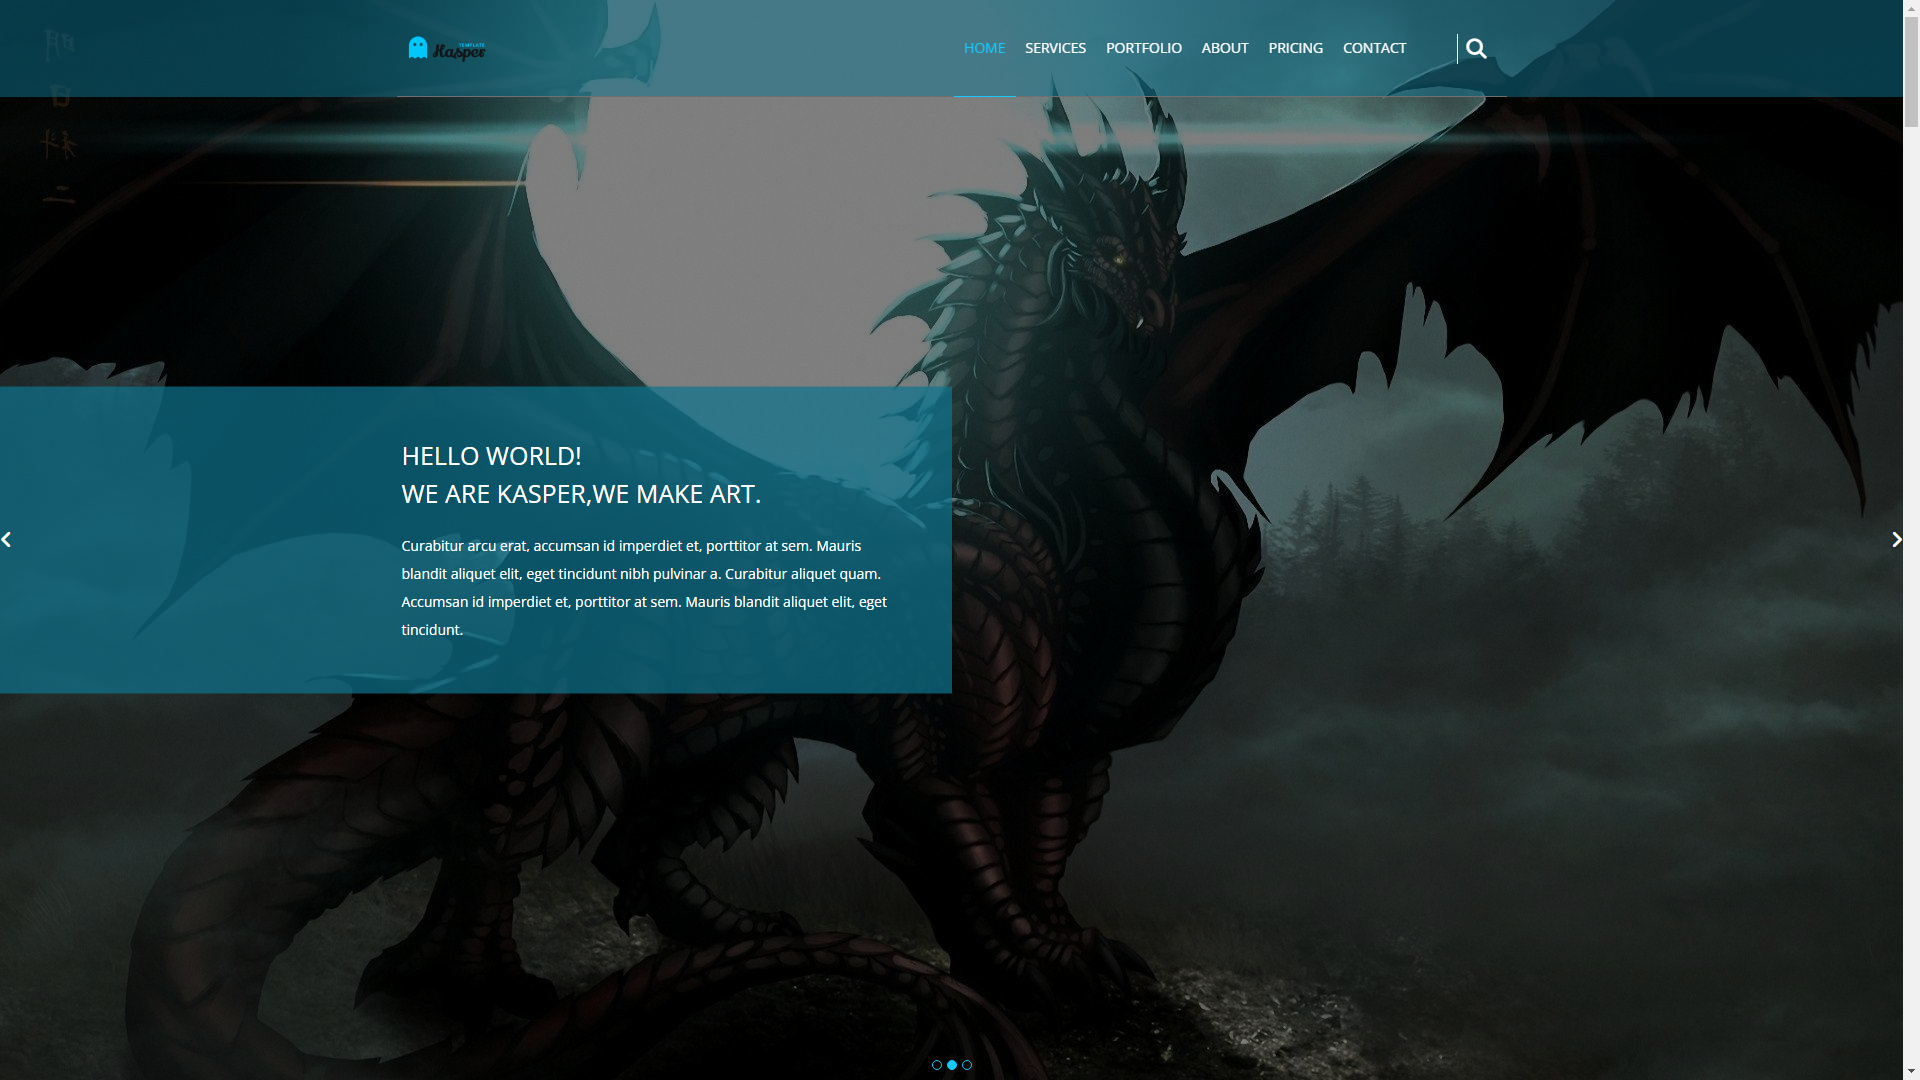 TEMPLATE
Kasper
HOME SERVICES PORTFOLIO ABOUT PRICING CONTACT
HELLO WORLD!
WE ARE KASPER,WE MAKE ART.
Curabitur arcu erat, accumsan id imperdiet et, porttitor at sem. Mauris
blandit aliquet elit, eget tincidunt nibh pulvinar a. Curabitur aliquet quam.
Accumsan id imperdiet et, porttitor at sem. Mauris blandit aliquet elit, eget
tincidunt.